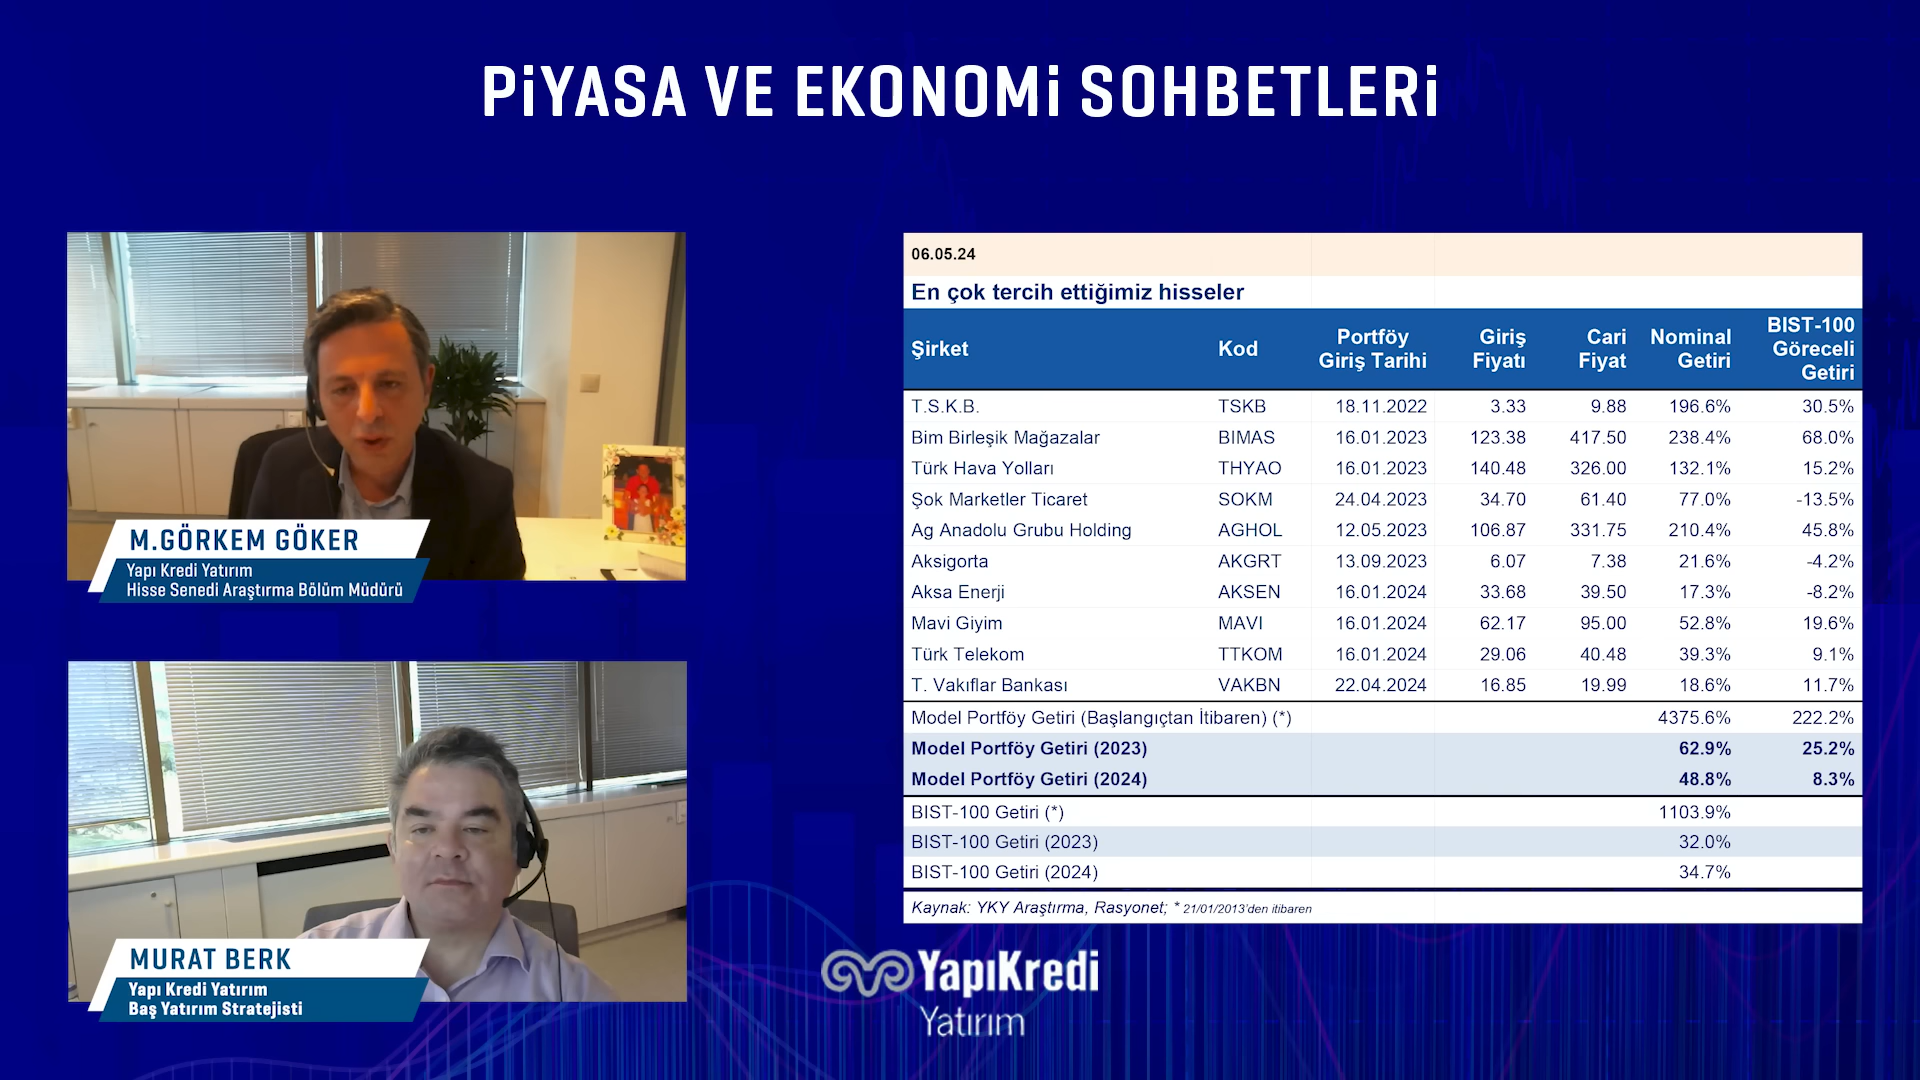 PİYASA VE EKONOMİ SOHBETLERİ
M.GÖRKEM GÖKER
Yapı Kredi Yatırım
Hisse Senedi Araştırma Bölüm Müdürü
MURAT BERK
Yapı Kredi Yatırım
Baş Yatırım Stratejisti
06.05.24
En çok tercih ettiğimiz hisseler
Şirket Kod Portföy Giriş Tarihi Giriş Fiyatı Cari Fiyat Nominal Getiri BIST-100 Göreceli Getiri
T.S.K.B. TSKB 18.11.2022 3.33 9.88 196.6% 30.5%
Bim Birleşik Mağazalar BIMAS 16.01.2023 123.38 417.50 238.4% 68.0%
Türk Hava Yolları THYAO 16.01.2023 140.48 326.00 132.1% 15.2%
Şok Marketler Ticaret SOKM 24.04.2023 34.70 61.40 77.0% -13.5%
Ag Anadolu Grubu Holding AGHOL 12.05.2023 106.87 331.75 210.4% 45.8%
Aksigorta AKGRT 13.09.2023 6.07 7.38 21.6% -4.2%
Aksa Enerji AKSEN 16.01.2024 33.68 39.50 17.3% -8.2%
Mavi Giyim MAVI 16.01.2024 62.17 95.00 52.8% 19.6%
Türk Telekom TTKOM 16.01.2024 29.06 40.48 39.3% 9.1%
T. Vakıflar Bankası VAKBN 22.04.2024 16.85 19.99 18.6% 11.7%
Model Portföy Getiri (Başlangıçtan İtibaren) (*) 4375.6% 222.2%
Model Portföy Getiri (2023) 62.9% 25.2%
Model Portföy Getiri (2024) 48.8% 8.3%
BIST-100 Getiri (*) 1103.9%
BIST-100 Getiri (2023) 32.0%
BIST-100 Getiri (2024) 34.7%
Kaynak: YKY Araştırma, Rasyonet; * 21/01/2013'den itibaren
YapıKredi
Yatırım